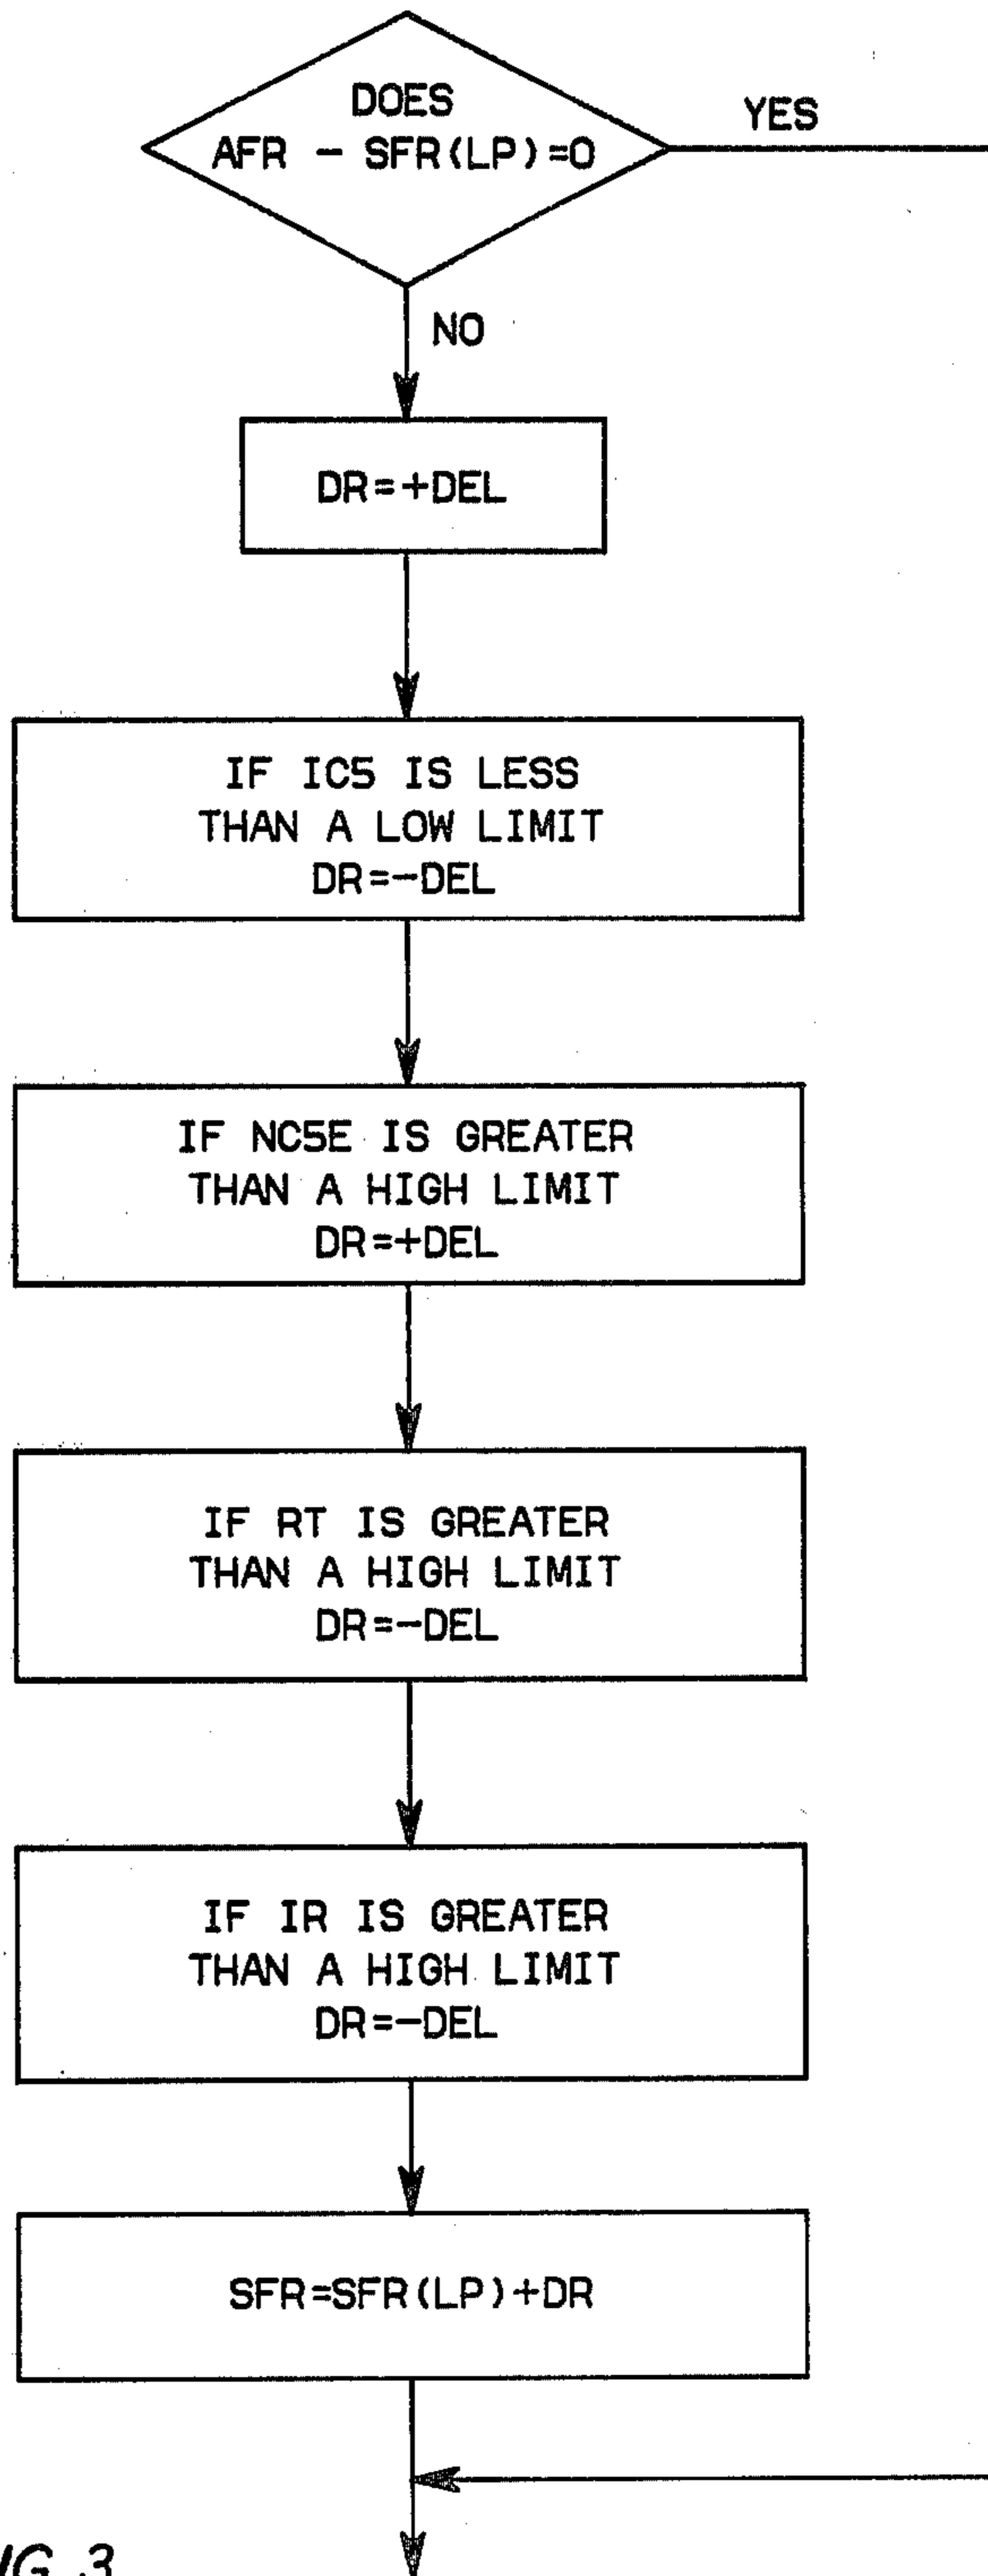 DOES
AFR - SFR(LP)=0
YES
NO
DR=+DEL
IF IC5 IS LESS
THAN A LOW LIMIT
DR=-DEL
IF NC5E IS GREATER
THAN A HIGH LIMIT
DR=+DEL
IF RT IS GREATER
THAN A HIGH LIMIT
DR=-DEL
IF IR IS GREATER
THAN A HIGH LIMIT
DR=-DEL
SFR=SFR(LP)+DR